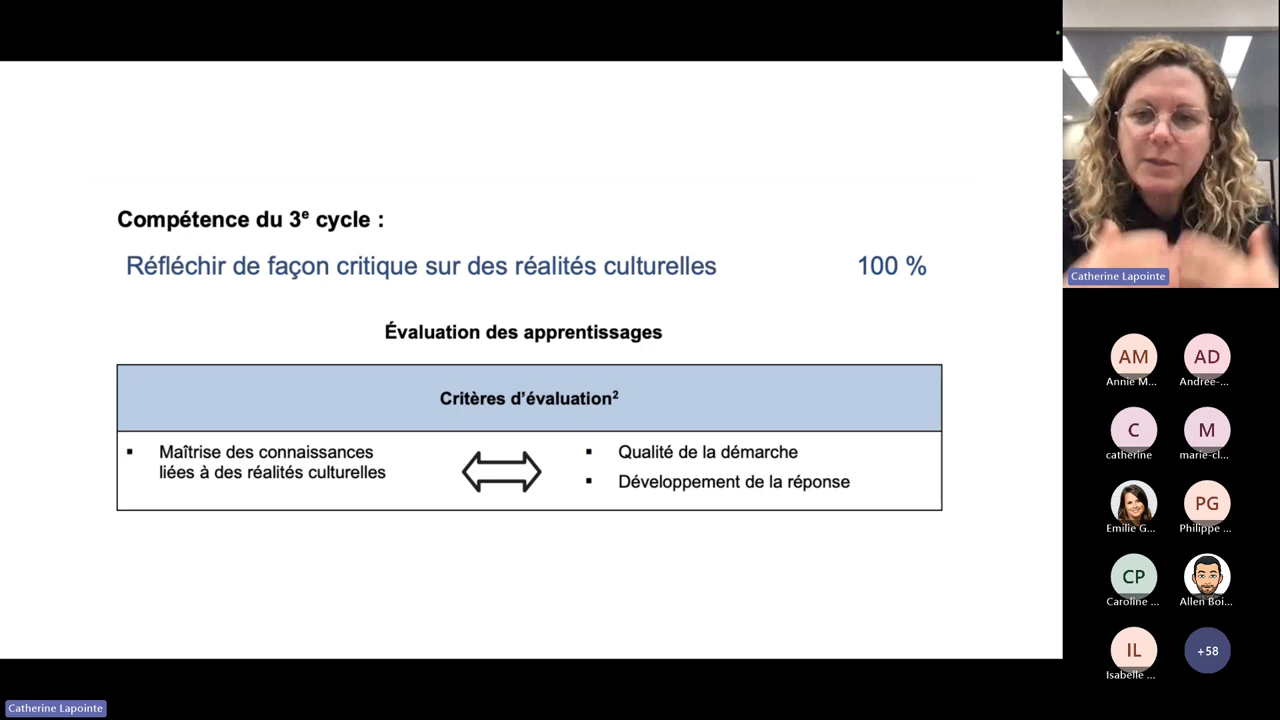 Compétence du 3e cycle :
Réfléchir de façon critique sur des réalités culturelles 100 %
Évaluation des apprentissages
Critères d'évaluation2
▪ Maîtrise des connaissances
liées à des réalités culturelles
▪ Qualité de la démarche
▪ Développement de la réponse
Catherine Lapointe
AM
Annie M...
AD
Andree-...
C
catherine
M
marie-cl...
Emilie G...
PG
Philippe ...
CP
Caroline ...
Allen Boi...
IL
Isabelle ...
+58
Catherine Lapointe